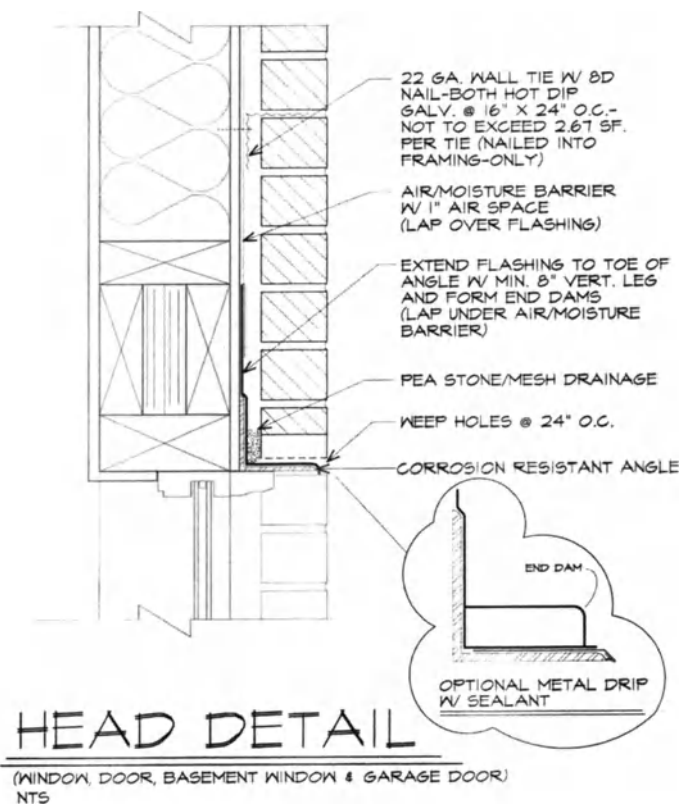 22 GA. WALL TIE W/ 8D
NAIL-BOTH HOT DIP
GALV. @ 16" X 24" O.C.-
NOT TO EXCEED 2.67 SF.
PER TIE (NAILED INTO
FRAMING-ONLY)
AIR/MOISTURE BARRIER
W/ 1" AIR SPACE
(LAP OVER FLASHING)
EXTEND FLASHING TO TOE OF
ANGLE W/ MIN. 8" VERT. LEG
AND FORM END DAMS
(LAP UNDER AIR/MOISTURE
BARRIER)
PEA STONE/MESH DRAINAGE
WEEP HOLES @ 24" O.C.
CORROSION RESISTANT ANGLE
END DAM
OPTIONAL METAL DRIP
W/ SEALANT
HEAD DETAIL
(WINDOW, DOOR, BASEMENT WINDOW & GARAGE DOOR)
NTS